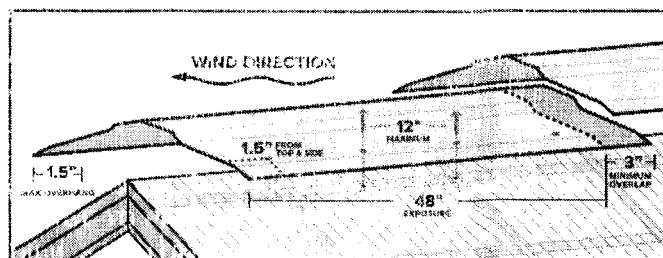 WIND DIRECTION
12"
MAXIMUM
1.5" FROM
TOP & SIDE
1.5"
MAX OVERHANG
3"
MINIMUM
OVERLAP
48"
EXPOSURE